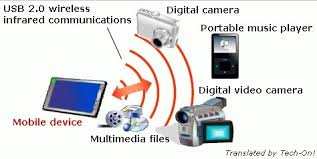 USB 2.0 wireless
infrared communications
Digital camera
Portable music player
Digital video camera
Mobile device
Multimedia files
Translated by Tech-On!